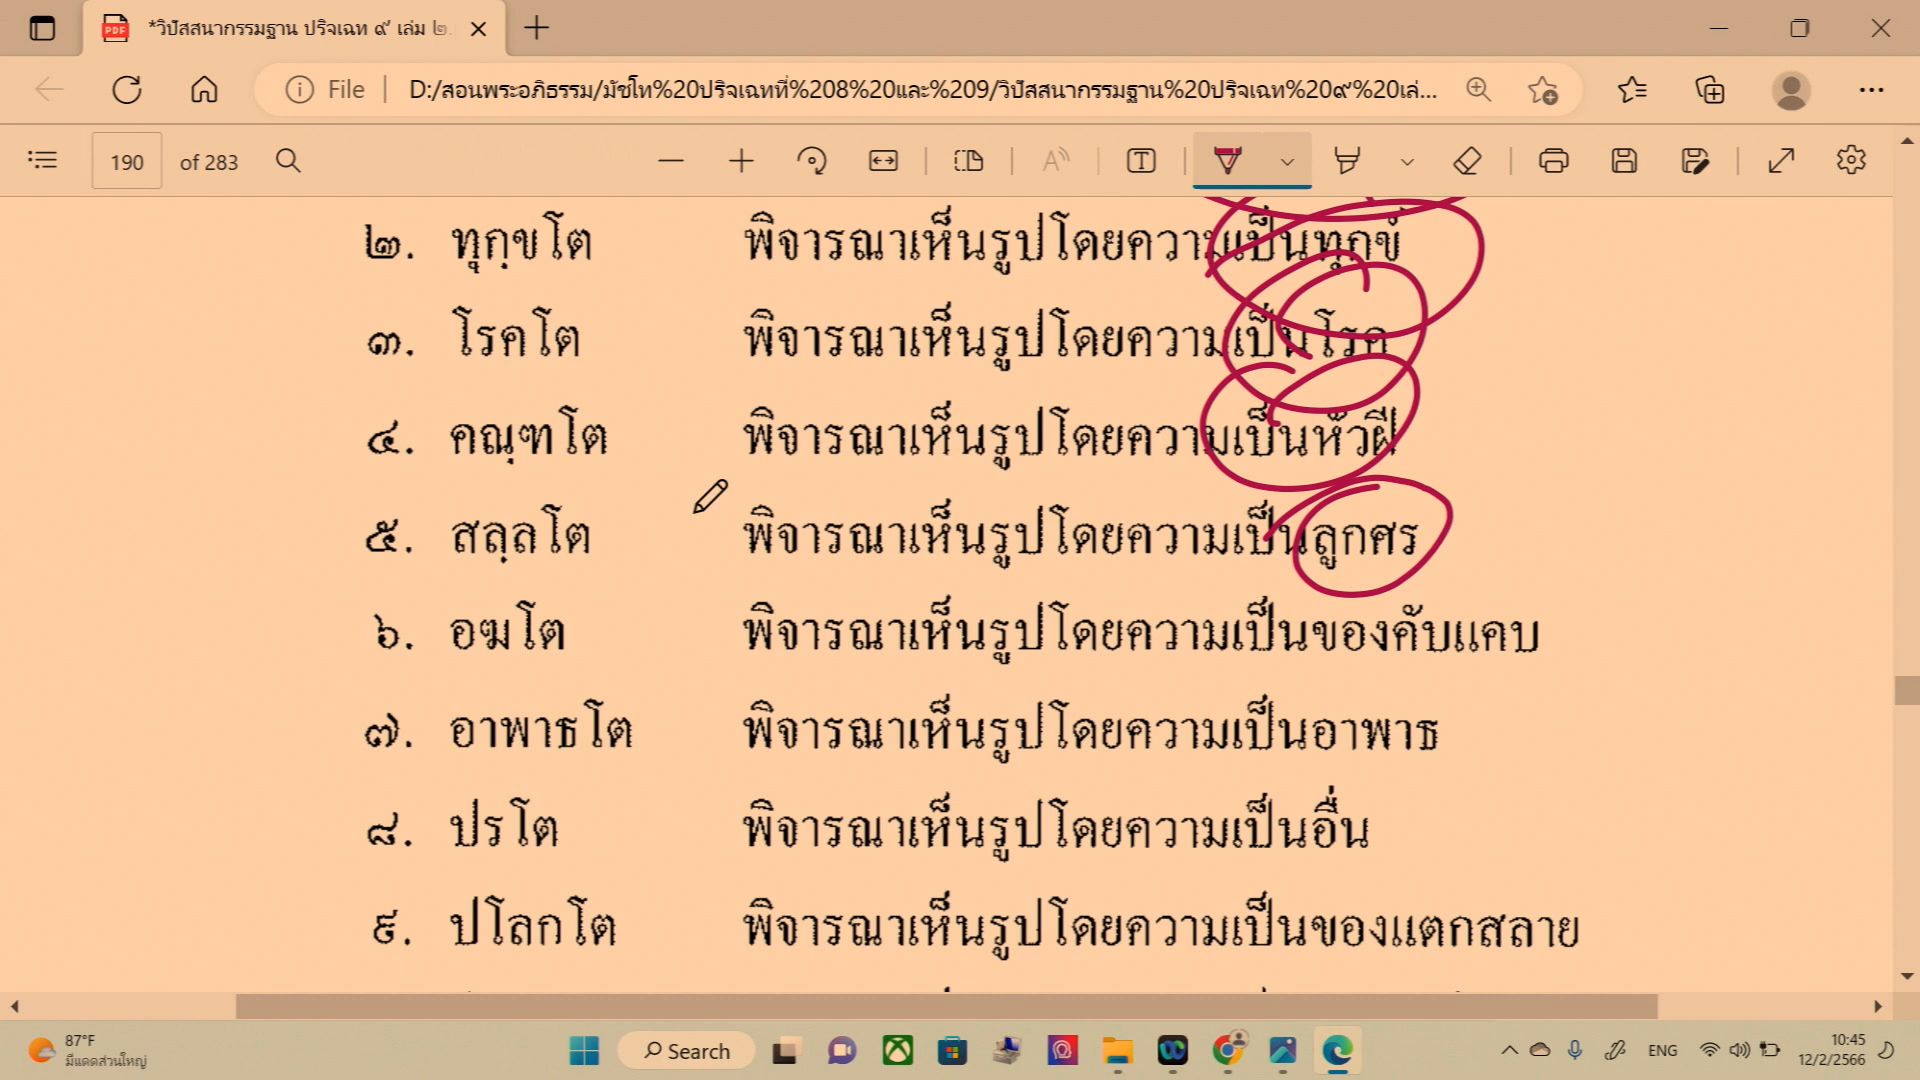 *วิปัสสนากรรมฐาน ปริจเฉท ๙ เล่ม ๒.
File D:/สอนพระอภิธรรม/มัชโท%20ปริจเฉทที่%208%20และ%209/วิปัสสนากรรมฐาน%20ปริจเฉท%20๙%20เล่...
190 of 283
๒. ทุกฺขโต พิจารณาเห็นรูปโดยความเป็นทุกข์
๓. โรคโต พิจารณาเห็นรูปโดยความเป็นโรค
๔. คณฺฑโต พิจารณาเห็นรูปโดยความเป็นหัวฝี
๕. สลฺลโต พิจารณาเห็นรูปโดยความเป็นลูกศร
๖. อฆโต พิจารณาเห็นรูปโดยความเป็นของคับแคบ
๗. อาพาธโต พิจารณาเห็นรูปโดยความเป็นอาพาธ
๘. ปรโต พิจารณาเห็นรูปโดยความเป็นอื่น
๙. ปโลกโต พิจารณาเห็นรูปโดยความเป็นของแตกสลาย
87°F
มีแดดส่วนใหญ่
Search
ENG
10:45
12/2/2566